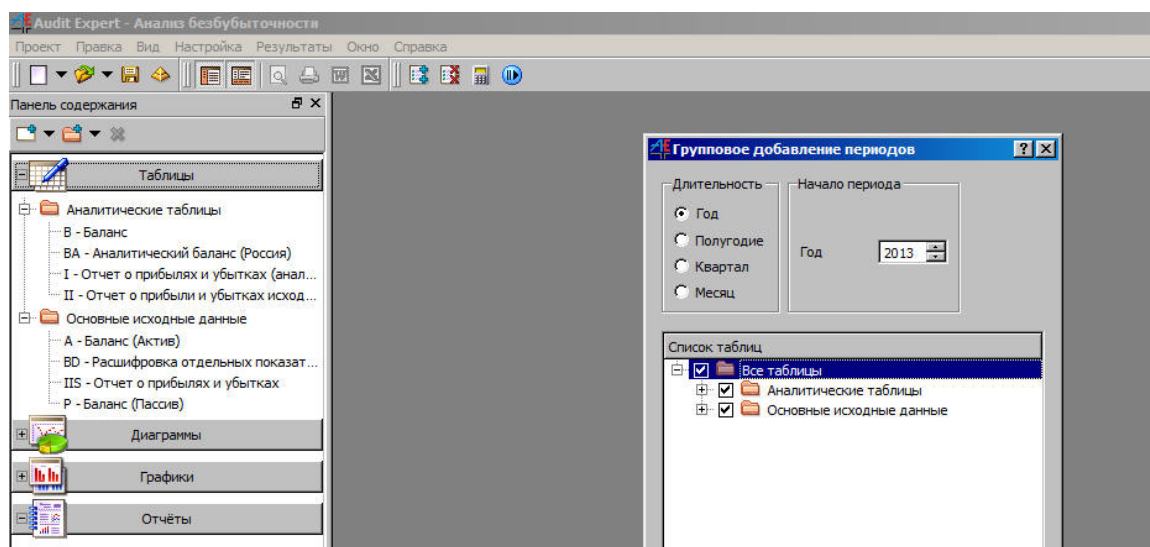 Audit Expert - Анализ безбубыточности
Проект Правка Вид Настройка Результаты Окно Справка
Панель содержания
Таблицы
Аналитические таблицы
B - Баланс
BA - Аналитический баланс (Россия)
I - Отчет о прибылях и убытках (анал...
II - Отчет о прибыли и убытках исход...
Основные исходные данные
A - Баланс (Актив)
BD - Расшифровка отдельных показат...
IIS - Отчет о прибылях и убытках
P - Баланс (Пассив)
Диаграммы
Графики
Отчёты
Групповое добавление периодов
Длительность
Начало периода
Год
Полугодие
Квартал
Месяц
Год 2013
Список таблиц
Все таблицы
Аналитические таблицы
Основные исходные данные